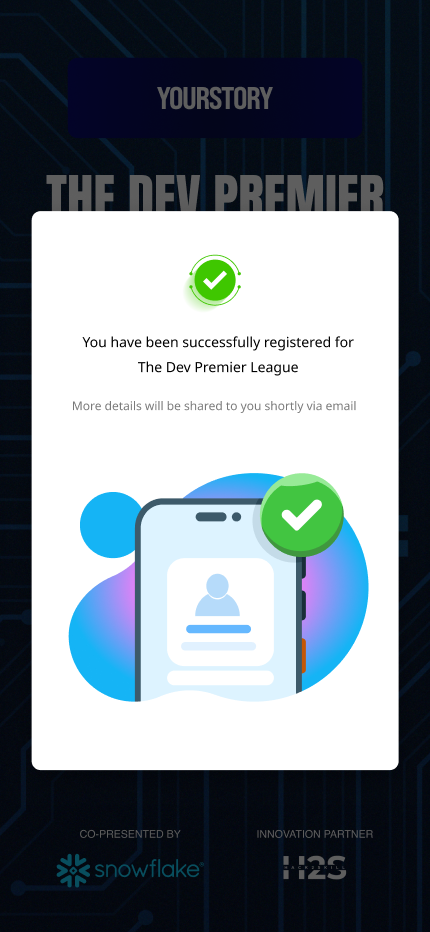 YOURSTORY
THE DEV PREMIER
You have been successfully registered for
The Dev Premier League
More details will be shared to you shortly via email
CO-PRESENTED BY
INNOVATION PARTNER
snowflake®
H2S
HACK2SKILL